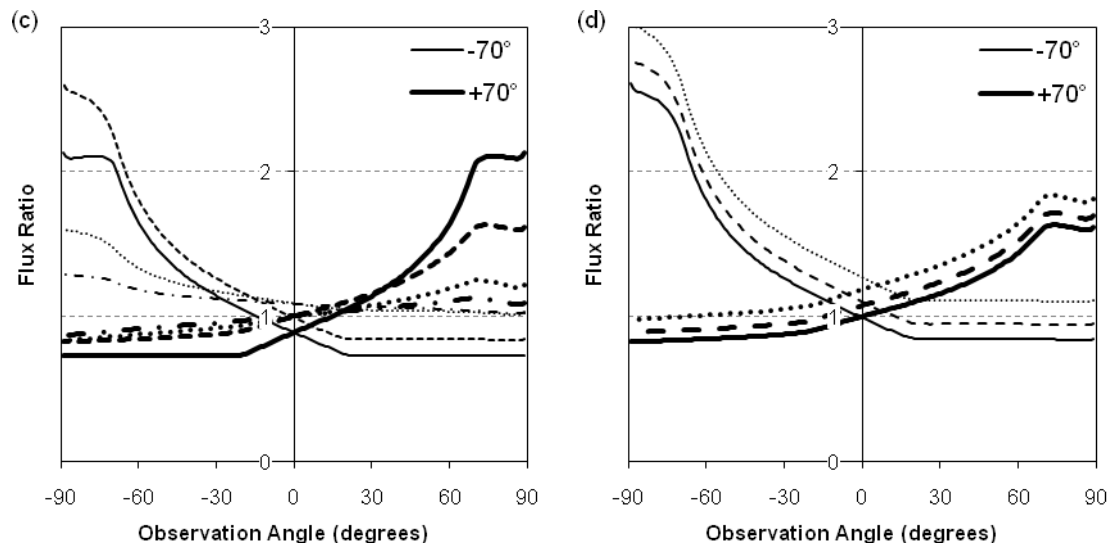 (c)
3
-70°
+70°
2
1
0
Flux Ratio
-90 -60 -30 0 30 60 90
Observation Angle (degrees)
(d)
3
-70°
+70°
2
1
0
Flux Ratio
-90 -60 -30 0 30 60 90
Observation Angle (degrees)